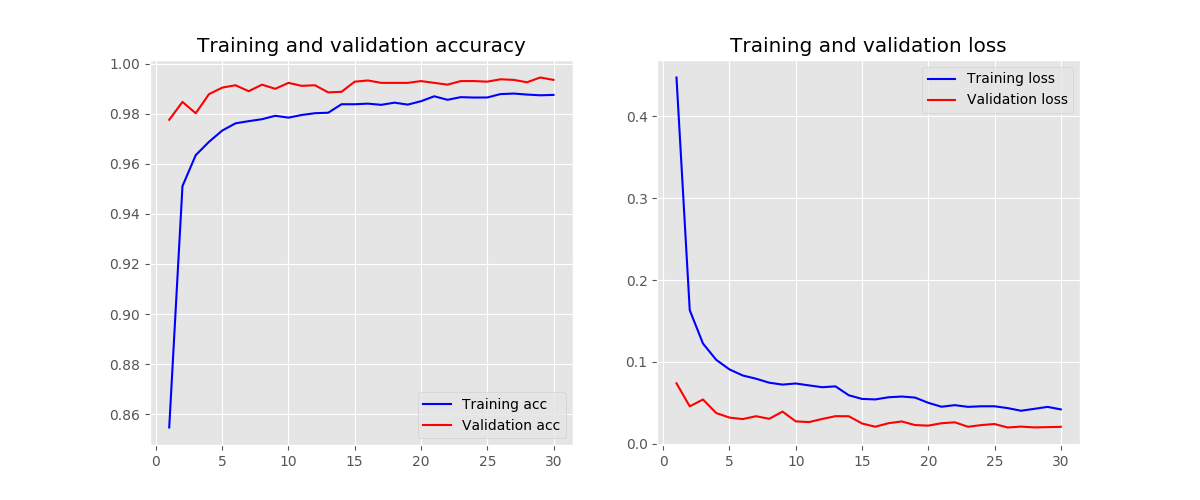 Training and validation accuracy
1.00
0.98
0.96
0.94
0.92
0.90
0.88
0.86
Training acc
Validation acc
0 5 10 15 20 25 30
Training and validation loss
Training loss
Validation loss
0.4
0.3
0.2
0.1
0.0
0 5 10 15 20 25 30